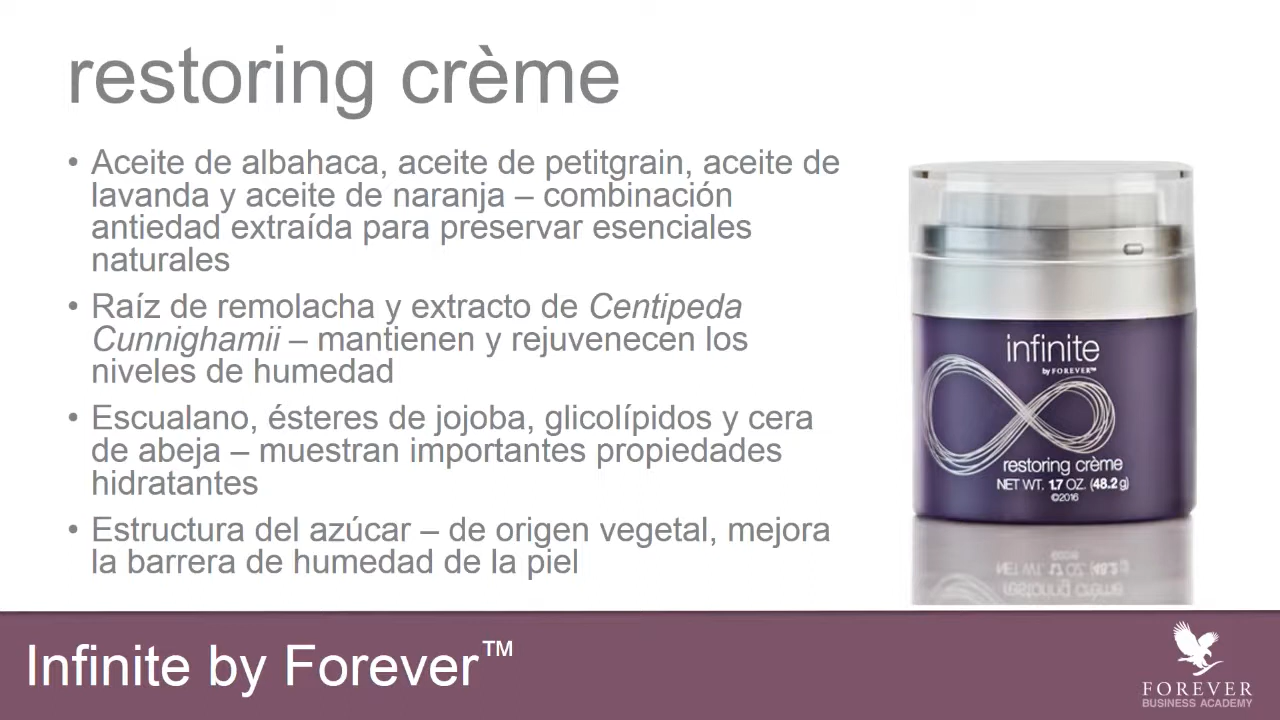 restoring crème
• Aceite de albahaca, aceite de petitgrain, aceite de
lavanda y aceite de naranja – combinación
antiedad extraída para preservar esenciales
naturales
• Raíz de remolacha y extracto de Centipeda
Cunnighamii – mantienen y rejuvenecen los
niveles de humedad
• Escualano, ésteres de jojoba, glicolípidos y cera
de abeja – muestran importantes propiedades
hidratantes
• Estructura del azúcar – de origen vegetal, mejora
la barrera de humedad de la piel
infinite
by FOREVER™
restoring crème
NET WT. 1.7 OZ. (48.2 g)
©2016
Infinite by Forever™
FOREVER
BUSINESS ACADEMY